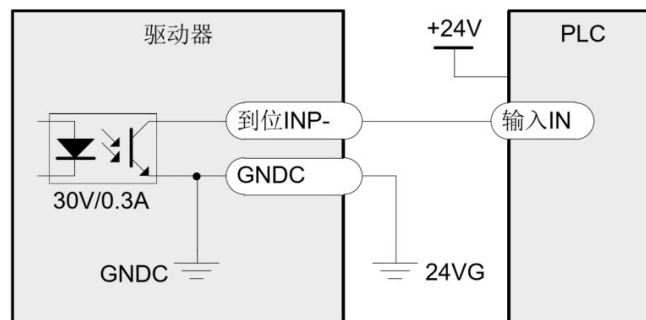 驱动器
+24V
PLC
到位INP-
输入IN
GNDC
30V/0.3A
GNDC
24VG